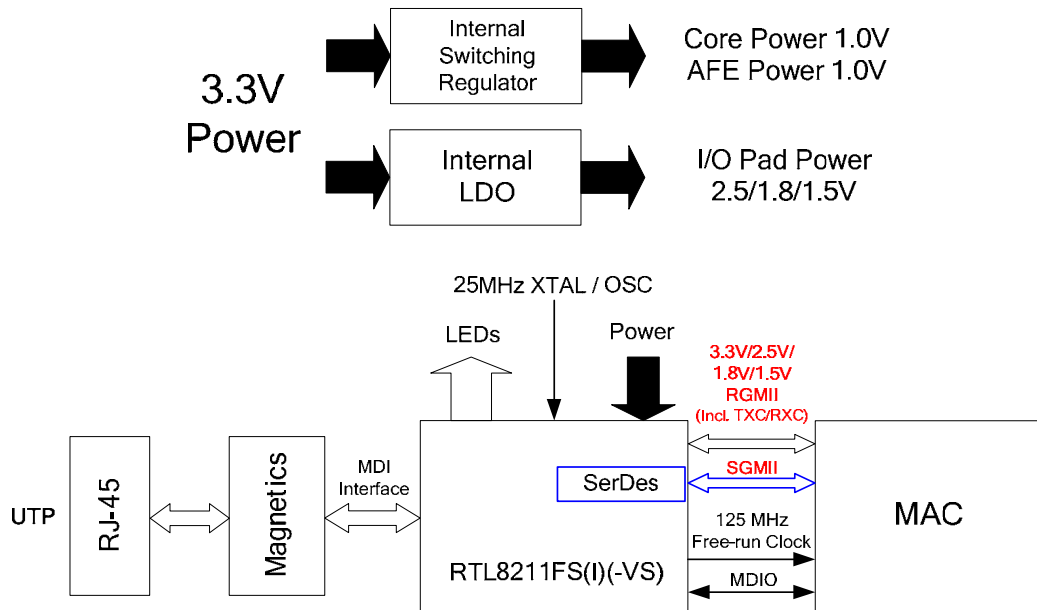 3.3V
Power
Internal
Switching
Regulator
Core Power 1.0V
AFE Power 1.0V
Internal
LDO
I/O Pad Power
2.5/1.8/1.5V
25MHz XTAL / OSC
LEDs
Power
3.3V/2.5V/
1.8V/1.5V
RGMII
(Incl. TXC/RXC)
UTP
RJ-45
Magnetics
MDI
Interface
SerDes
SGMII
RTL8211FS(I)(-VS)
125 MHz
Free-run Clock
MDIO
MAC